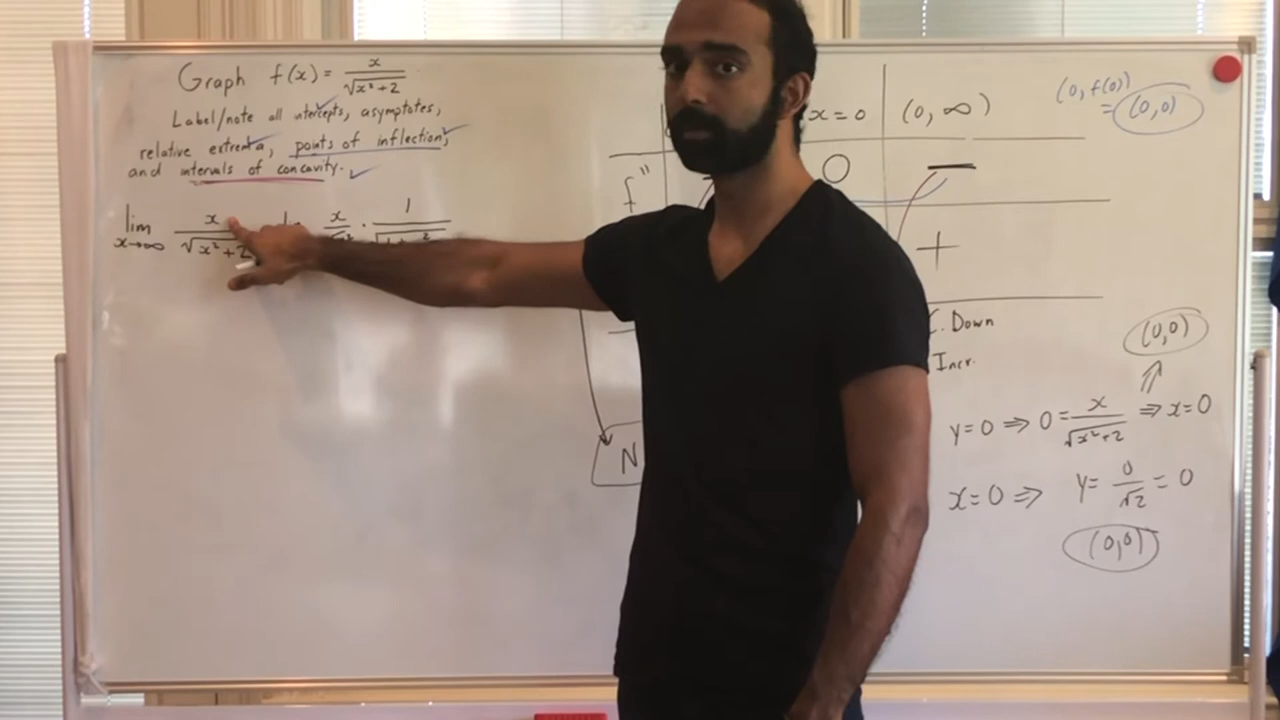 Graph f(x) = x/√x²+2
Label/note all intercepts, asymptotes,
relative extrema, points of inflection,
and intervals of concavity.
lim x→∞ x/√x²+2 x · 1
x=0 (0, ∞)
f" 0 —
+
. Down
Incr.
N
(0, f(0))
= (0,0)
(0,0)
y=0 ⇒ 0 = x/√x²+2 ⇒ x=0
x=0 ⇒ y= 0/√2 = 0
(0,0)